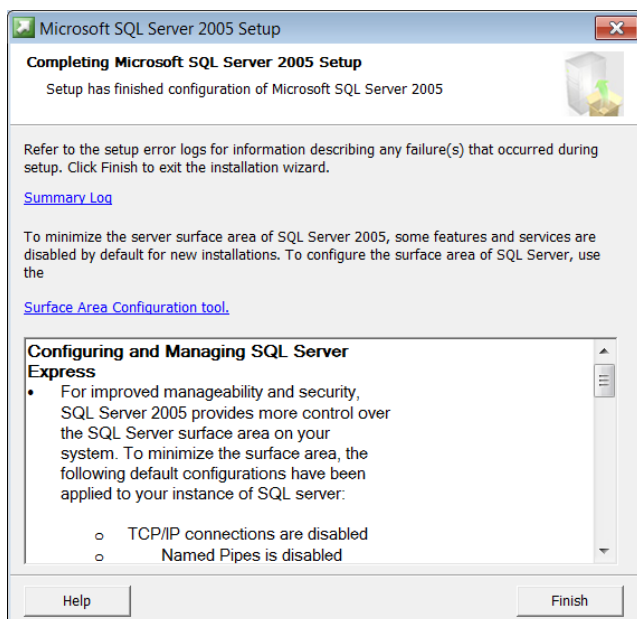 Microsoft SQL Server 2005 Setup
Completing Microsoft SQL Server 2005 Setup
Setup has finished configuration of Microsoft SQL Server 2005
Refer to the setup error logs for information describing any failure(s) that occurred during
setup. Click Finish to exit the installation wizard.
Summary Log
To minimize the server surface area of SQL Server 2005, some features and services are
disabled by default for new installations. To configure the surface area of SQL Server, use
the
Surface Area Configuration tool.
Configuring and Managing SQL Server
Express
• For improved manageability and security,
SQL Server 2005 provides more control over
the SQL Server surface area on your
system. To minimize the surface area, the
following default configurations have been
applied to your instance of SQL server:
o TCP/IP connections are disabled
o Named Pipes is disabled
Help
Finish